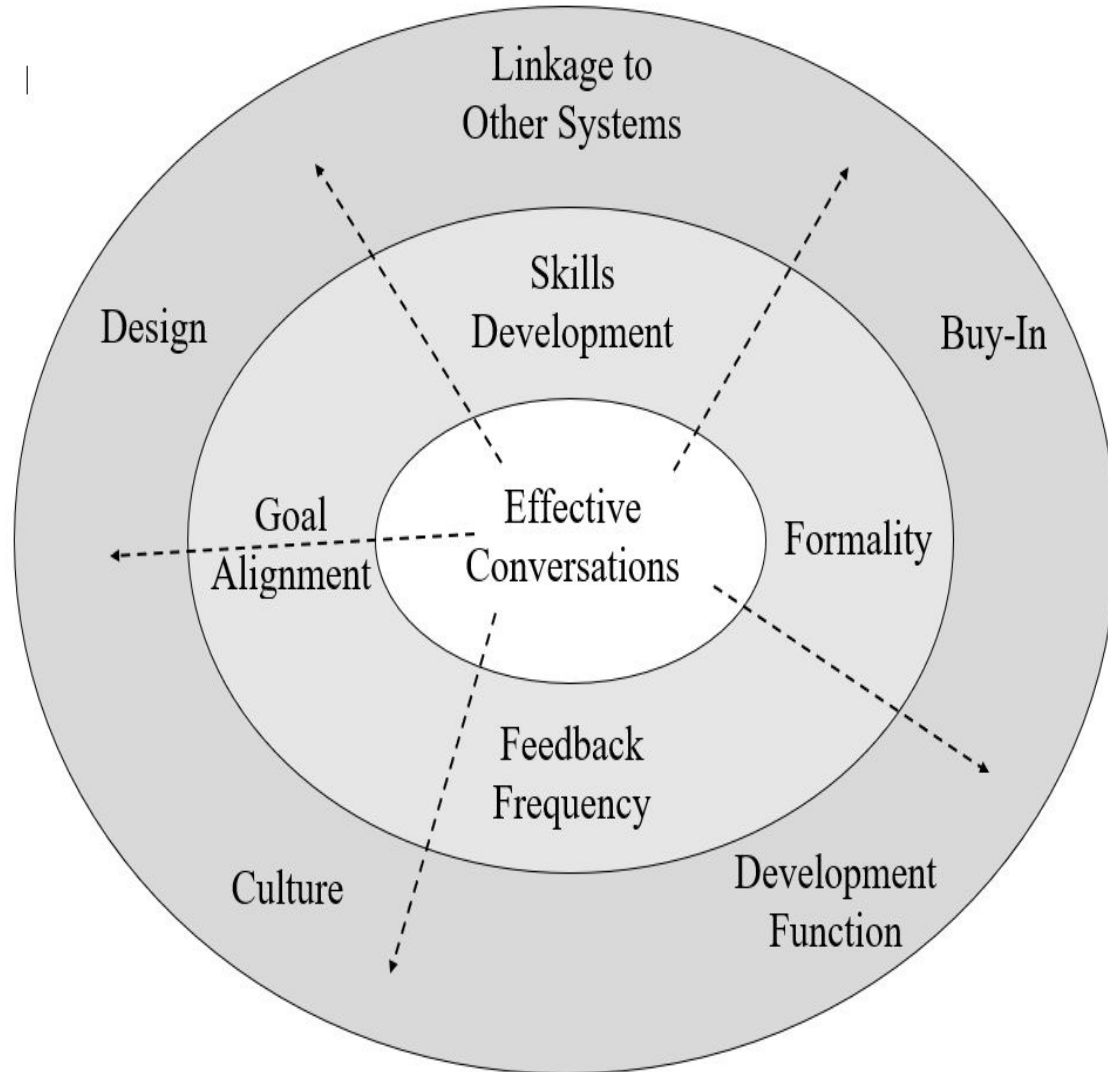 Linkage to
Other Systems
Skills
Development
Design
Buy-In
Effective
Conversations
Goal
Alignment
Formality
Feedback
Frequency
Culture
Development
Function